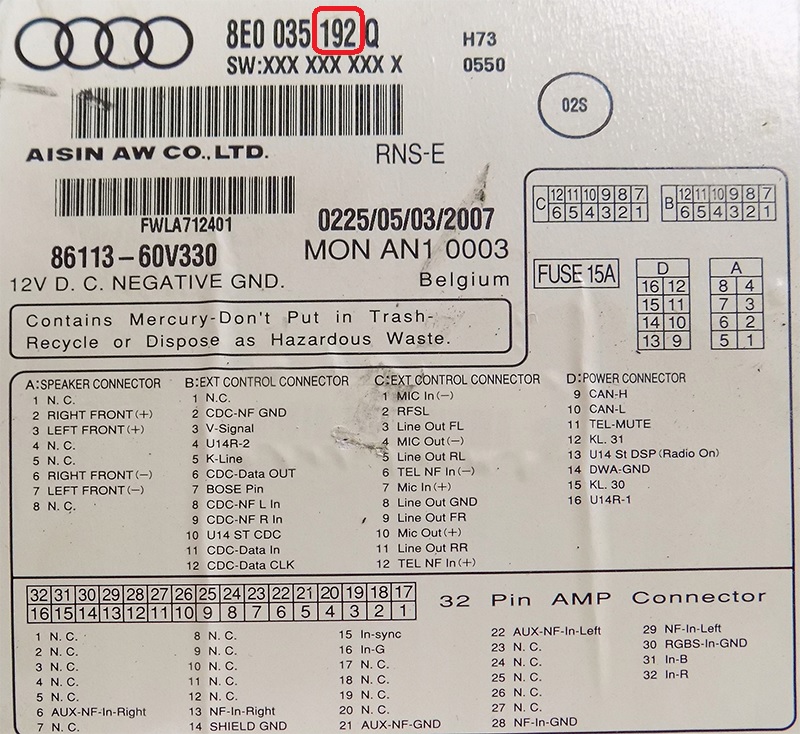 8E0 035 192 Q
H73
SW:XXX XXX XXX X
0550
02S
AISIN AW CO., LTD.
RNS-E
FWLA712401
0225/05/03/2007
86113-60V330
MON AN1 0003
12V D. C. NEGATIVE GND.
Belgium
Contains Mercury-Don't Put in Trash-
Recycle or Dispose as Hazardous Waste.
C 12 11 10 9 8 7
6 5 4 3 2 1
B 12 11 10 9 8 7
6 5 4 3 2 1
FUSE 15A
D
16 12
15 11
14 10
13 9
A
8 4
7 3
6 2
5 1
A:SPEAKER CONNECTOR
1 N. C.
2 RIGHT FRONT(+)
3 LEFT FRONT(+)
4 N. C.
5 N. C.
6 RIGHT FRONT(-)
7 LEFT FRONT(-)
8 N. C.
B:EXT CONTROL CONNECTOR
1 N.C.
2 CDC-NF GND
3 V-Signal
4 U14R-2
5 K-Line
6 CDC-Data OUT
7 BOSE Pin
8 CDC-NF L In
9 CDC-NF R In
10 U14 ST CDC
11 CDC-Data In
12 CDC-Data CLK
C:EXT CONTROL CONNECTOR
1 MIC In(-)
2 RFSL
3 Line Out FL
4 MIC Out(-)
5 Line Out RL
6 TEL NF In(-)
7 Mic In(+)
8 Line Out GND
9 Line Out FR
10 Mic Out(+)
11 Line Out RR
12 TEL NF In(+)
D:POWER CONNECTOR
9 CAN-H
10 CAN-L
11 TEL-MUTE
12 KL. 31
13 U14 St DSP (Radio On)
14 DWA-GND
15 KL. 30
16 U14R-1
32 31 30 29 28 27 26 25 24 23 22 21 20 19 18 17
16 15 14 13 12 11 10 9 8 7 6 5 4 3 2 1
32 Pin AMP Connector
1 N. C.
2 N. C.
3 N. C.
4 N. C.
5 N. C.
6 AUX-NF-In-Right
7 N. C.
8 N. C.
9 N. C.
10 N. C.
11 N. C.
12 N. C.
13 NF-In-Right
14 SHIELD GND
15 In-sync
16 In-G
17 N. C.
18 N. C.
19 N. C.
20 N. C.
21 AUX-NF-GND
22 AUX-NF-In-Left
23 N. C.
24 N. C.
25 N. C.
26 N. C.
27 N. C.
28 NF-In-GND
29 NF-In-Left
30 RGBS-In-GND
31 In-B
32 In-R